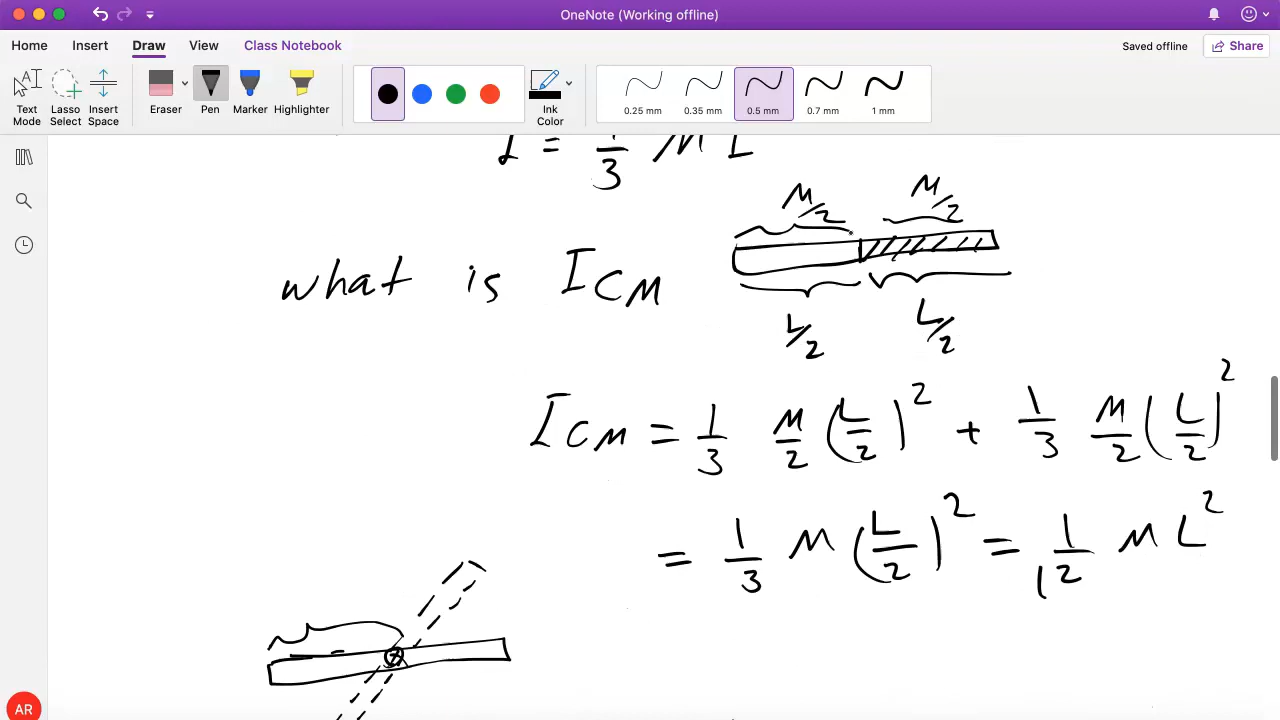 OneNote (Working offline)
Home Insert Draw View Class Notebook
Saved offline Share
Text Mode Lasso Select Insert Space Eraser Pen Marker Highlighter Ink Color 0.25 mm 0.35 mm 0.5 mm 0.7 mm 1 mm
I = 1/3 M L
M/2 M/2
what is I_CM
L/2 L/2
I_CM = 1/3 M/2 (L/2)^2 + 1/3 M/2 (L/2)^2
= 1/3 M (L/2)^2 = 1/12 M L^2
AR